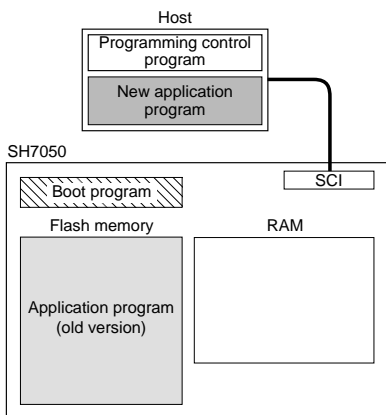 Host
Programming control
program
New application
program
SH7050
SCI
Boot program
Flash memory
RAM
Application program
(old version)